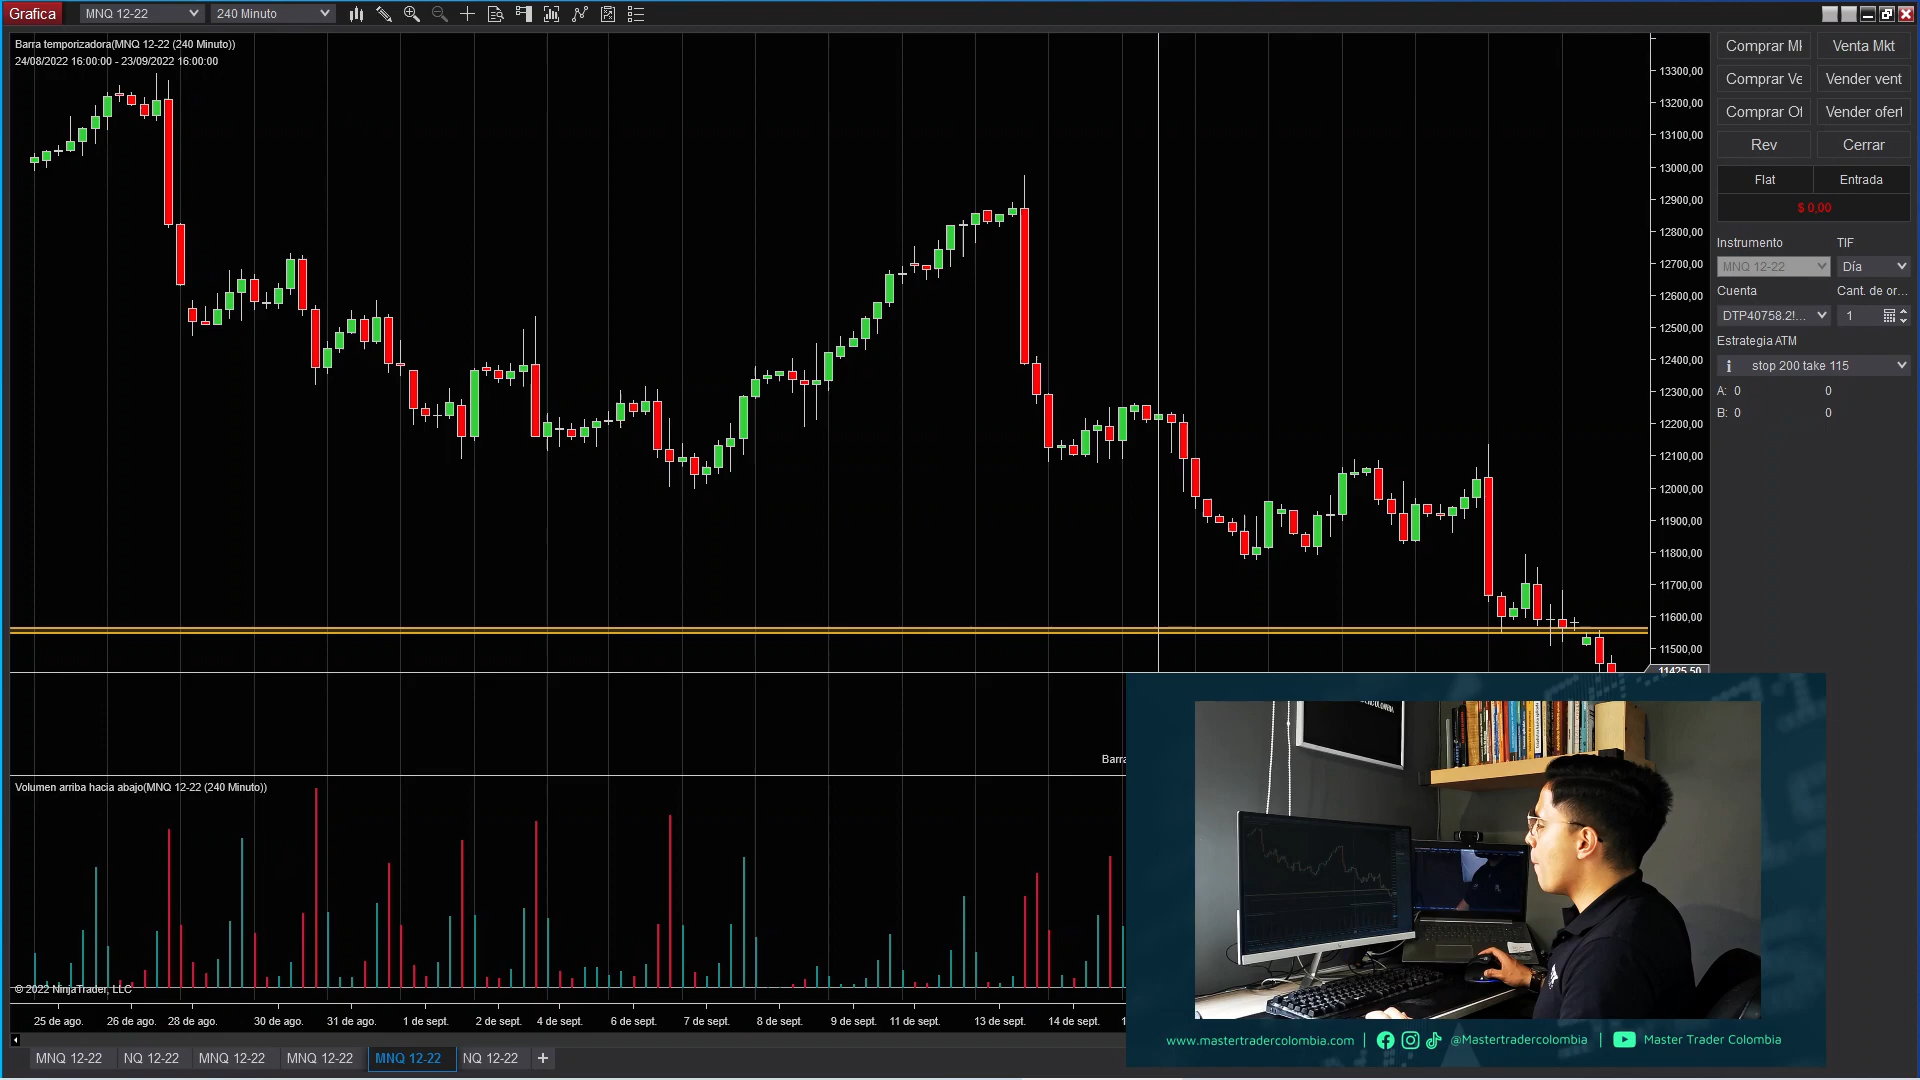 Grafica MNQ 12-22 240 Minuto
Barra temporizadora(MNQ 12-22 (240 Minuto))
24/08/2022 16:00:00 - 23/09/2022 16:00:00
13300,00
13200,00
13100,00
13000,00
12900,00
12800,00
12700,00
12600,00
12500,00
12400,00
12300,00
12200,00
12100,00
12000,00
11900,00
11800,00
11700,00
11600,00
11500,00
11425,50
Comprar Mk Venta Mkt
Comprar Ve Vender vent
Comprar Of Vender ofert
Rev Cerrar
Flat Entrada
$ 0,00
Instrumento TIF
MNQ 12-22 Día
Cuenta Cant. de or...
DTP40758.2!... 1
Estrategia ATM
stop 200 take 115
A: 0 0
B: 0 0
Barra
Volumen arriba hacia abajo(MNQ 12-22 (240 Minuto))
© 2022 NinjaTrader, LLC
25 de ago. 26 de ago. 28 de ago. 30 de ago. 31 de ago. 1 de sept. 2 de sept. 4 de sept. 6 de sept. 7 de sept. 8 de sept. 9 de sept. 11 de sept. 13 de sept. 14 de sept. 1
MNQ 12-22 NQ 12-22 MNQ 12-22 MNQ 12-22 MNQ 12-22 NQ 12-22 +
www.mastertradercolombia.com | @Mastertradercolombia | Master Trader Colombia